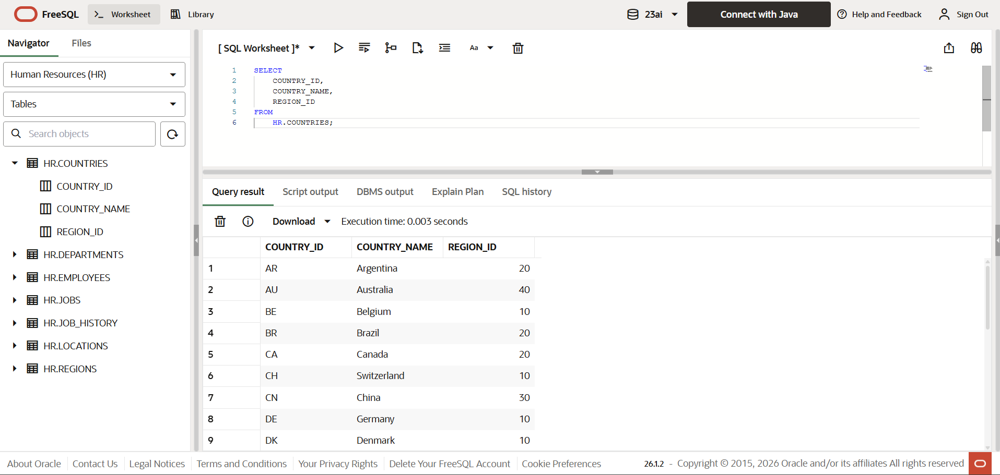 FreeSQL
Worksheet
Library
23ai
Connect with Java
Help and Feedback
Sign Out
Navigator
Files
Human Resources (HR)
Tables
Search objects
HR.COUNTRIES
COUNTRY_ID
COUNTRY_NAME
REGION_ID
HR.DEPARTMENTS
HR.EMPLOYEES
HR.JOBS
HR.JOB_HISTORY
HR.LOCATIONS
HR.REGIONS
[ SQL Worksheet ]*
Aa
1 SELECT
2 COUNTRY_ID,
3 COUNTRY_NAME,
4 REGION_ID
5 FROM
6 HR.COUNTRIES;
Query result
Script output
DBMS output
Explain Plan
SQL history
Download
Execution time: 0.003 seconds
COUNTRY_ID COUNTRY_NAME REGION_ID
1 AR Argentina 20
2 AU Australia 40
3 BE Belgium 10
4 BR Brazil 20
5 CA Canada 20
6 CH Switzerland 10
7 CN China 30
8 DE Germany 10
9 DK Denmark 10
About Oracle
Contact Us
Legal Notices
Terms and Conditions
Your Privacy Rights
Delete Your FreeSQL Account
Cookie Preferences
26.1.2 - Copyright © 2015, 2026 Oracle and/or its affiliates All rights reserved